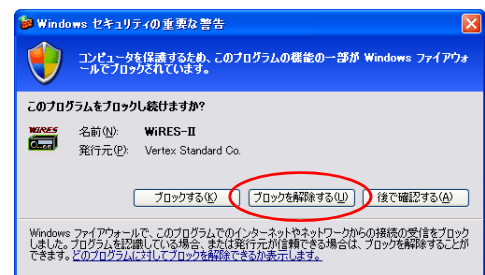 Windows セキュリティの重要な警告
コンピュータを保護するため、このプログラムの機能の一部が Windows ファイアウォ
ールでブロックされています。
このプログラムをブロックし続けますか?
WIRES
名前(N): WiRES-II
発行元(P): Vertex Standard Co.
ブロックする(K) ブロックを解除する(U) 後で確認する(A)
Windows ファイアウォールで、このプログラムでのインターネットやネットワークからの接続の受信をブロック
しました。プログラムを認識している場合、または発行元が信頼できる場合は、ブロックを解除することが
できます。どのプログラムに対してブロックを解除できるか表示します。